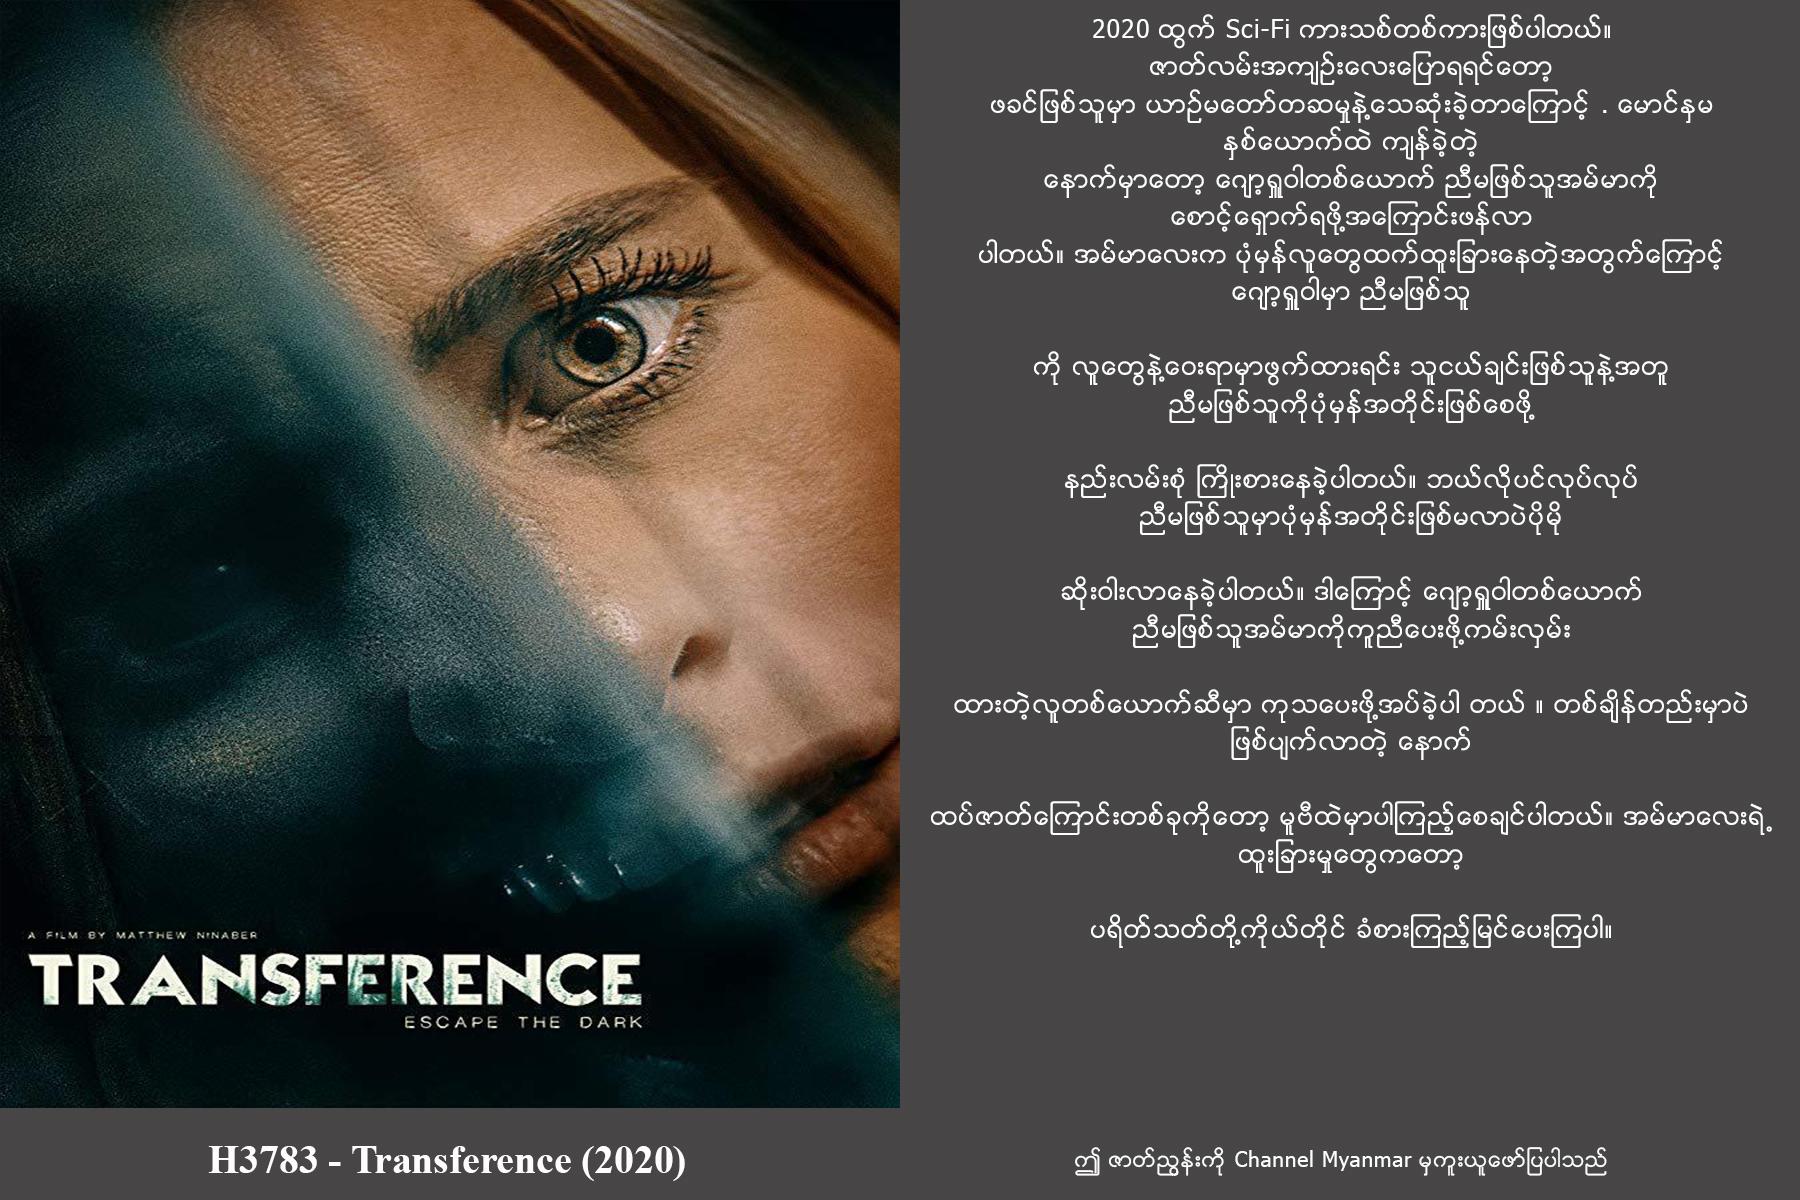 A FILM BY MATTHEW NINABER
TRANSFERENCE
ESCAPE THE DARK
H3783 - Transference (2020)
2020 ထွက် Sci-Fi ကားသစ်တစ်ကားဖြစ်ပါတယ်။
ဇာတ်လမ်းအကျဉ်းလေးပြောရရင်တော့
ဖခင်ဖြစ်သူမှာ ယာဉ်မတော်တဆမှုနဲ့သေဆုံးခဲ့တာကြောင့် . မောင်နှမ
နှစ်ယောက်ထဲ ကျန်ခဲ့တဲ့
နောက်မှာတော့ ဂျော့ရှူဝါတစ်ယောက် ညီမဖြစ်သူအမ်မာကို
စောင့်ရှောက်ရဖို့အကြောင်းဖန်လာ
ပါတယ်။ အမ်မာလေးက ပုံမှန်လူတွေထက်ထူးခြားနေတဲ့အတွက်ကြောင့်
ဂျော့ရှူဝါမှာ ညီမဖြစ်သူ
ကို လူတွေနဲ့ဝေးရာမှာဖွက်ထားရင်း သူငယ်ချင်းဖြစ်သူနဲ့အတူ
ညီမဖြစ်သူကိုပုံမှန်အတိုင်းဖြစ်စေဖို့
နည်းလမ်းစုံ ကြိုးစားနေခဲ့ပါတယ်။ ဘယ်လိုပင်လုပ်လုပ်
ညီမဖြစ်သူမှာပုံမှန်အတိုင်းဖြစ်မလာပဲပိုမို
ဆိုးဝါးလာနေခဲ့ပါတယ်။ ဒါကြောင့် ဂျော့ရှူဝါတစ်ယောက်
ညီမဖြစ်သူအမ်မာကိုကူညီပေးဖို့ကမ်းလှမ်း
ထားတဲ့လူတစ်ယောက်ဆီမှာ ကုသပေးဖို့အပ်ခဲ့ပါ တယ် ။ တစ်ချိန်တည်းမှာပဲ
ဖြစ်ပျက်လာတဲ့ နောက်
ထပ်ဇာတ်ကြောင်းတစ်ခုကိုတော့ မူဗီထဲမှာပါကြည့်စေချင်ပါတယ်။ အမ်မာလေးရဲ့
ထူးခြားမှုတွေကတော့
ပရိတ်သတ်တို့ကိုယ်တိုင် ခံစားကြည့်မြင်ပေးကြပါ။
ဤ ဇာတ်ညွှန်းကို Channel Myanmar မှကူးယူဖော်ပြပါသည်